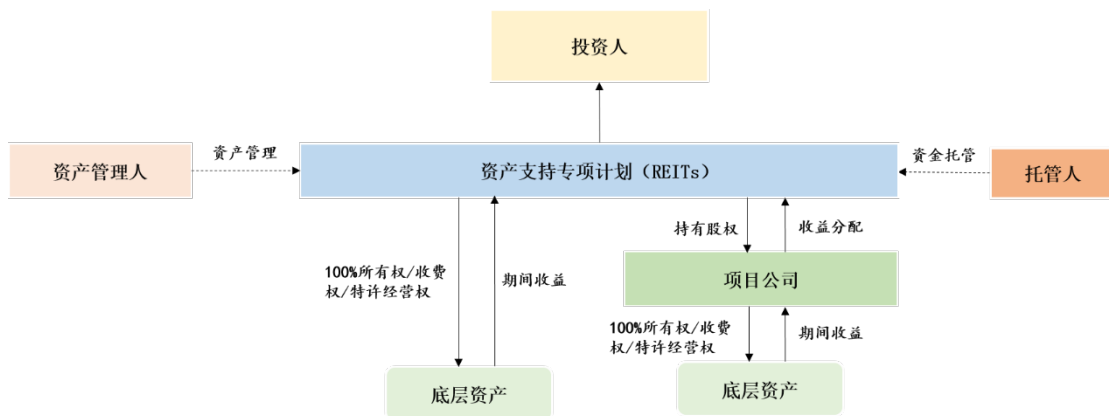 投资人
资产管理人
资产管理
资产支持专项计划（REITs）
资金托管
托管人
持有股权
收益分配
100%所有权/收费
权/特许经营权
期间收益
项目公司
100%所有权/收费
权/特许经营权
期间收益
底层资产
底层资产